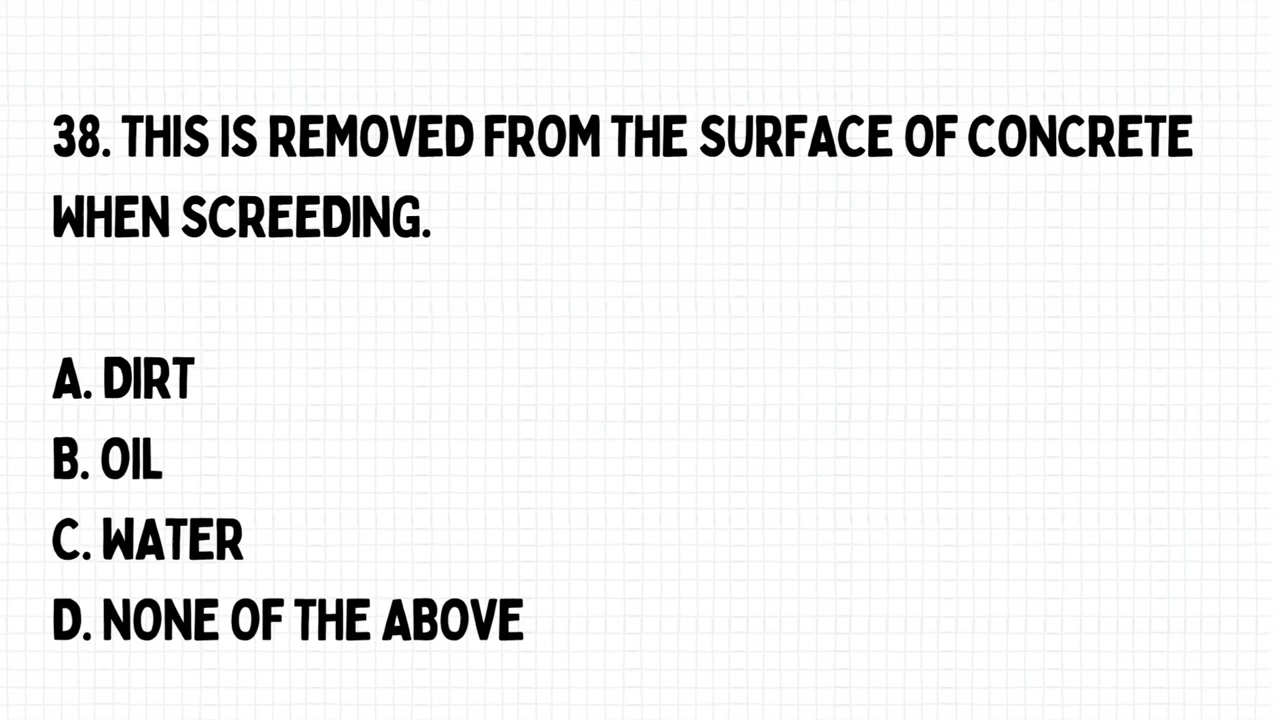 38. THIS IS REMOVED FROM THE SURFACE OF CONCRETE
WHEN SCREEDING.
A. DIRT
B. OIL
C. WATER
D. NONE OF THE ABOVE